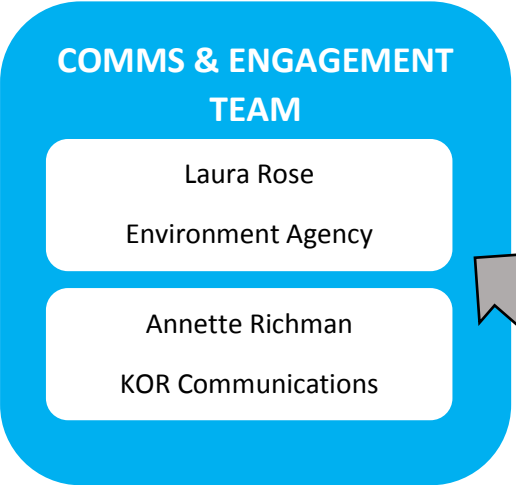 COMMS & ENGAGEMENT
TEAM
Laura Rose
Environment Agency
Annette Richman
KOR Communications